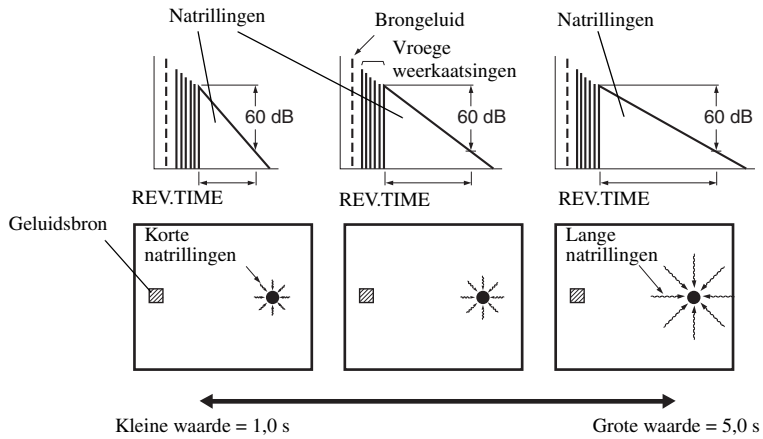 Natrillingen
Brongeluid
Natrillingen
Vroege
weerkaatsingen
60 dB
60 dB
60 dB
REV.TIME
REV.TIME
REV.TIME
Geluidsbron
Korte
natrillingen
Lange
natrillingen
Kleine waarde = 1,0 s
Grote waarde = 5,0 s